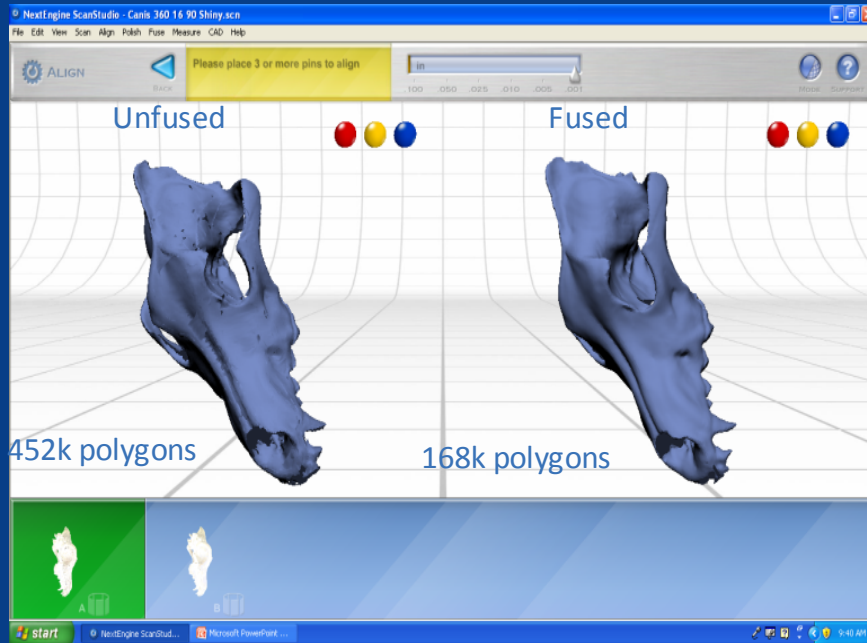 NextEngine ScanStudio - Canis 360 16 90 Shiny.scn
File Edit View Scan Align Polish Fuse Measure CAD Help
ALIGN
BACK
Please place 3 or more pins to align
in
.100 .050 .025 .010 .005 .001
MODE SUPPORT
Unfused
Fused
452k polygons
168k polygons
A
B
start
NextEngine ScanStud...
Microsoft PowerPoint ...
9:40 AM